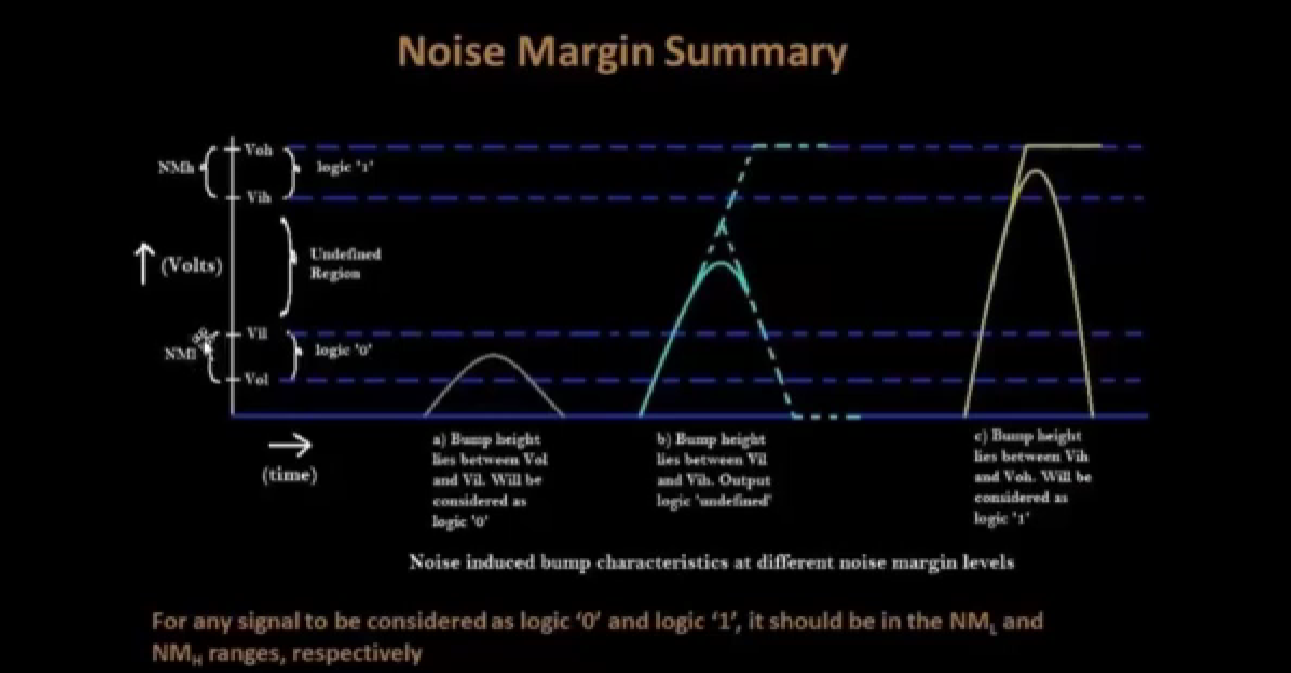 Noise Margin Summary
Voh
NMh
logic '1'
Vih
(Volts)
Undefined
Region
Vil
NMl
logic '0'
Vol
(time)
a) Bump height
lies between Vol
and Vil. Will be
considered as
logic '0'
b) Bump height
lies between Vil
and Vih. Output
logic 'undefined'
c) Bump height
lies between Vih
and Voh. Will be
considered as
logic '1'
Noise induced bump characteristics at different noise margin levels
For any signal to be considered as logic ‘0’ and logic ‘1’, it should be in the NML and
NMH ranges, respectively